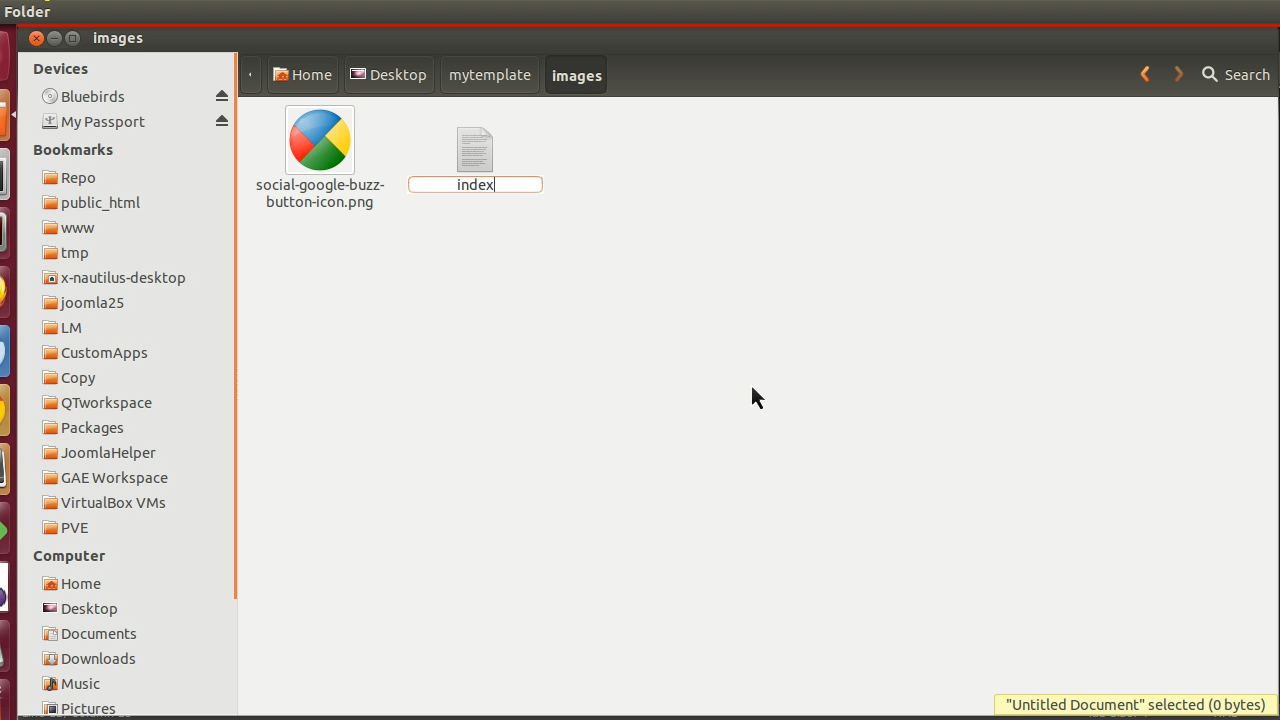 Folder
images
Devices
Bluebirds
My Passport
Bookmarks
Repo
public_html
www
tmp
x-nautilus-desktop
joomla25
LM
CustomApps
Copy
QTworkspace
Packages
JoomlaHelper
GAE Workspace
VirtualBox VMs
PVE
Computer
Home
Desktop
Documents
Downloads
Music
Pictures
Home Desktop mytemplate images Search
social-google-buzz-
button-icon.png
index
"Untitled Document" selected (0 bytes)